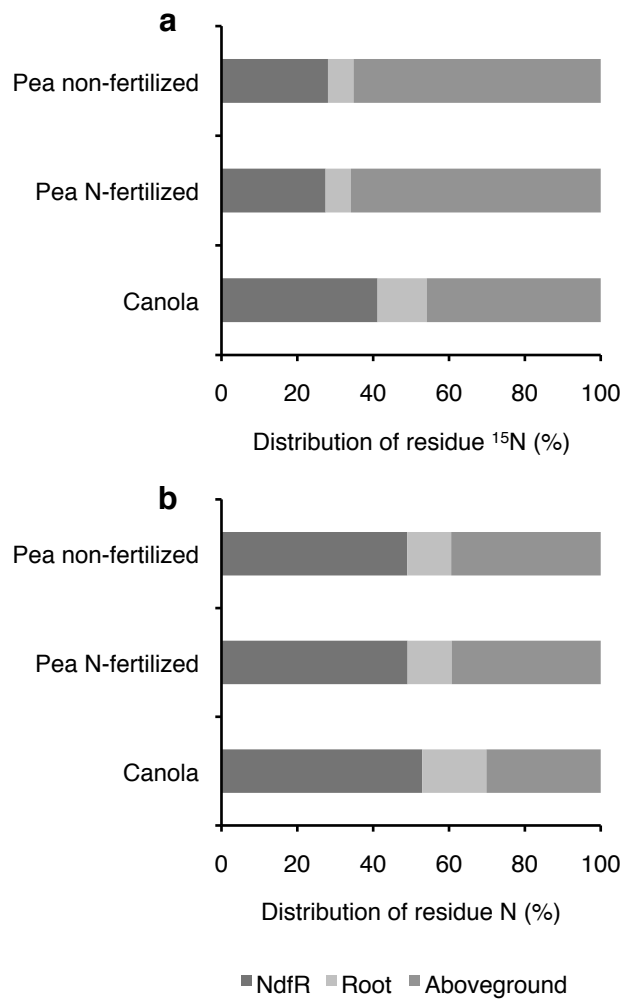 a
Pea non-fertilized
Pea N-fertilized
Canola
0 20 40 60 80 100
Distribution of residue ¹⁵N (%)
b
Pea non-fertilized
Pea N-fertilized
Canola
0 20 40 60 80 100
Distribution of residue N (%)
NdfR Root Aboveground